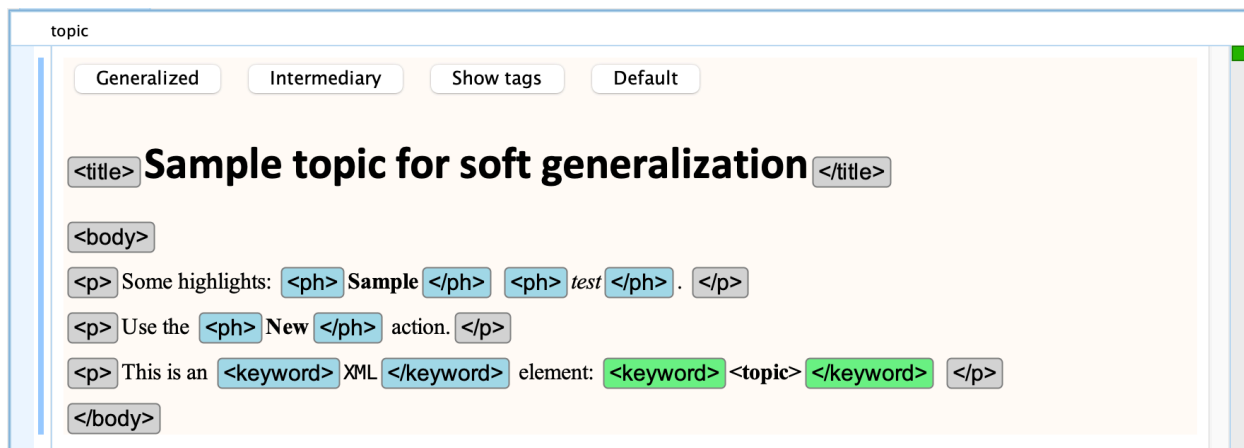 topic
Generalized Intermediary Show tags Default
<title> Sample topic for soft generalization </title>
<body>
<p> Some highlights: <ph> Sample </ph> <ph> test </ph> . </p>
<p> Use the <ph> New </ph> action. </p>
<p> This is an <keyword> XML </keyword> element: <keyword> <topic> </keyword> </p>
</body>